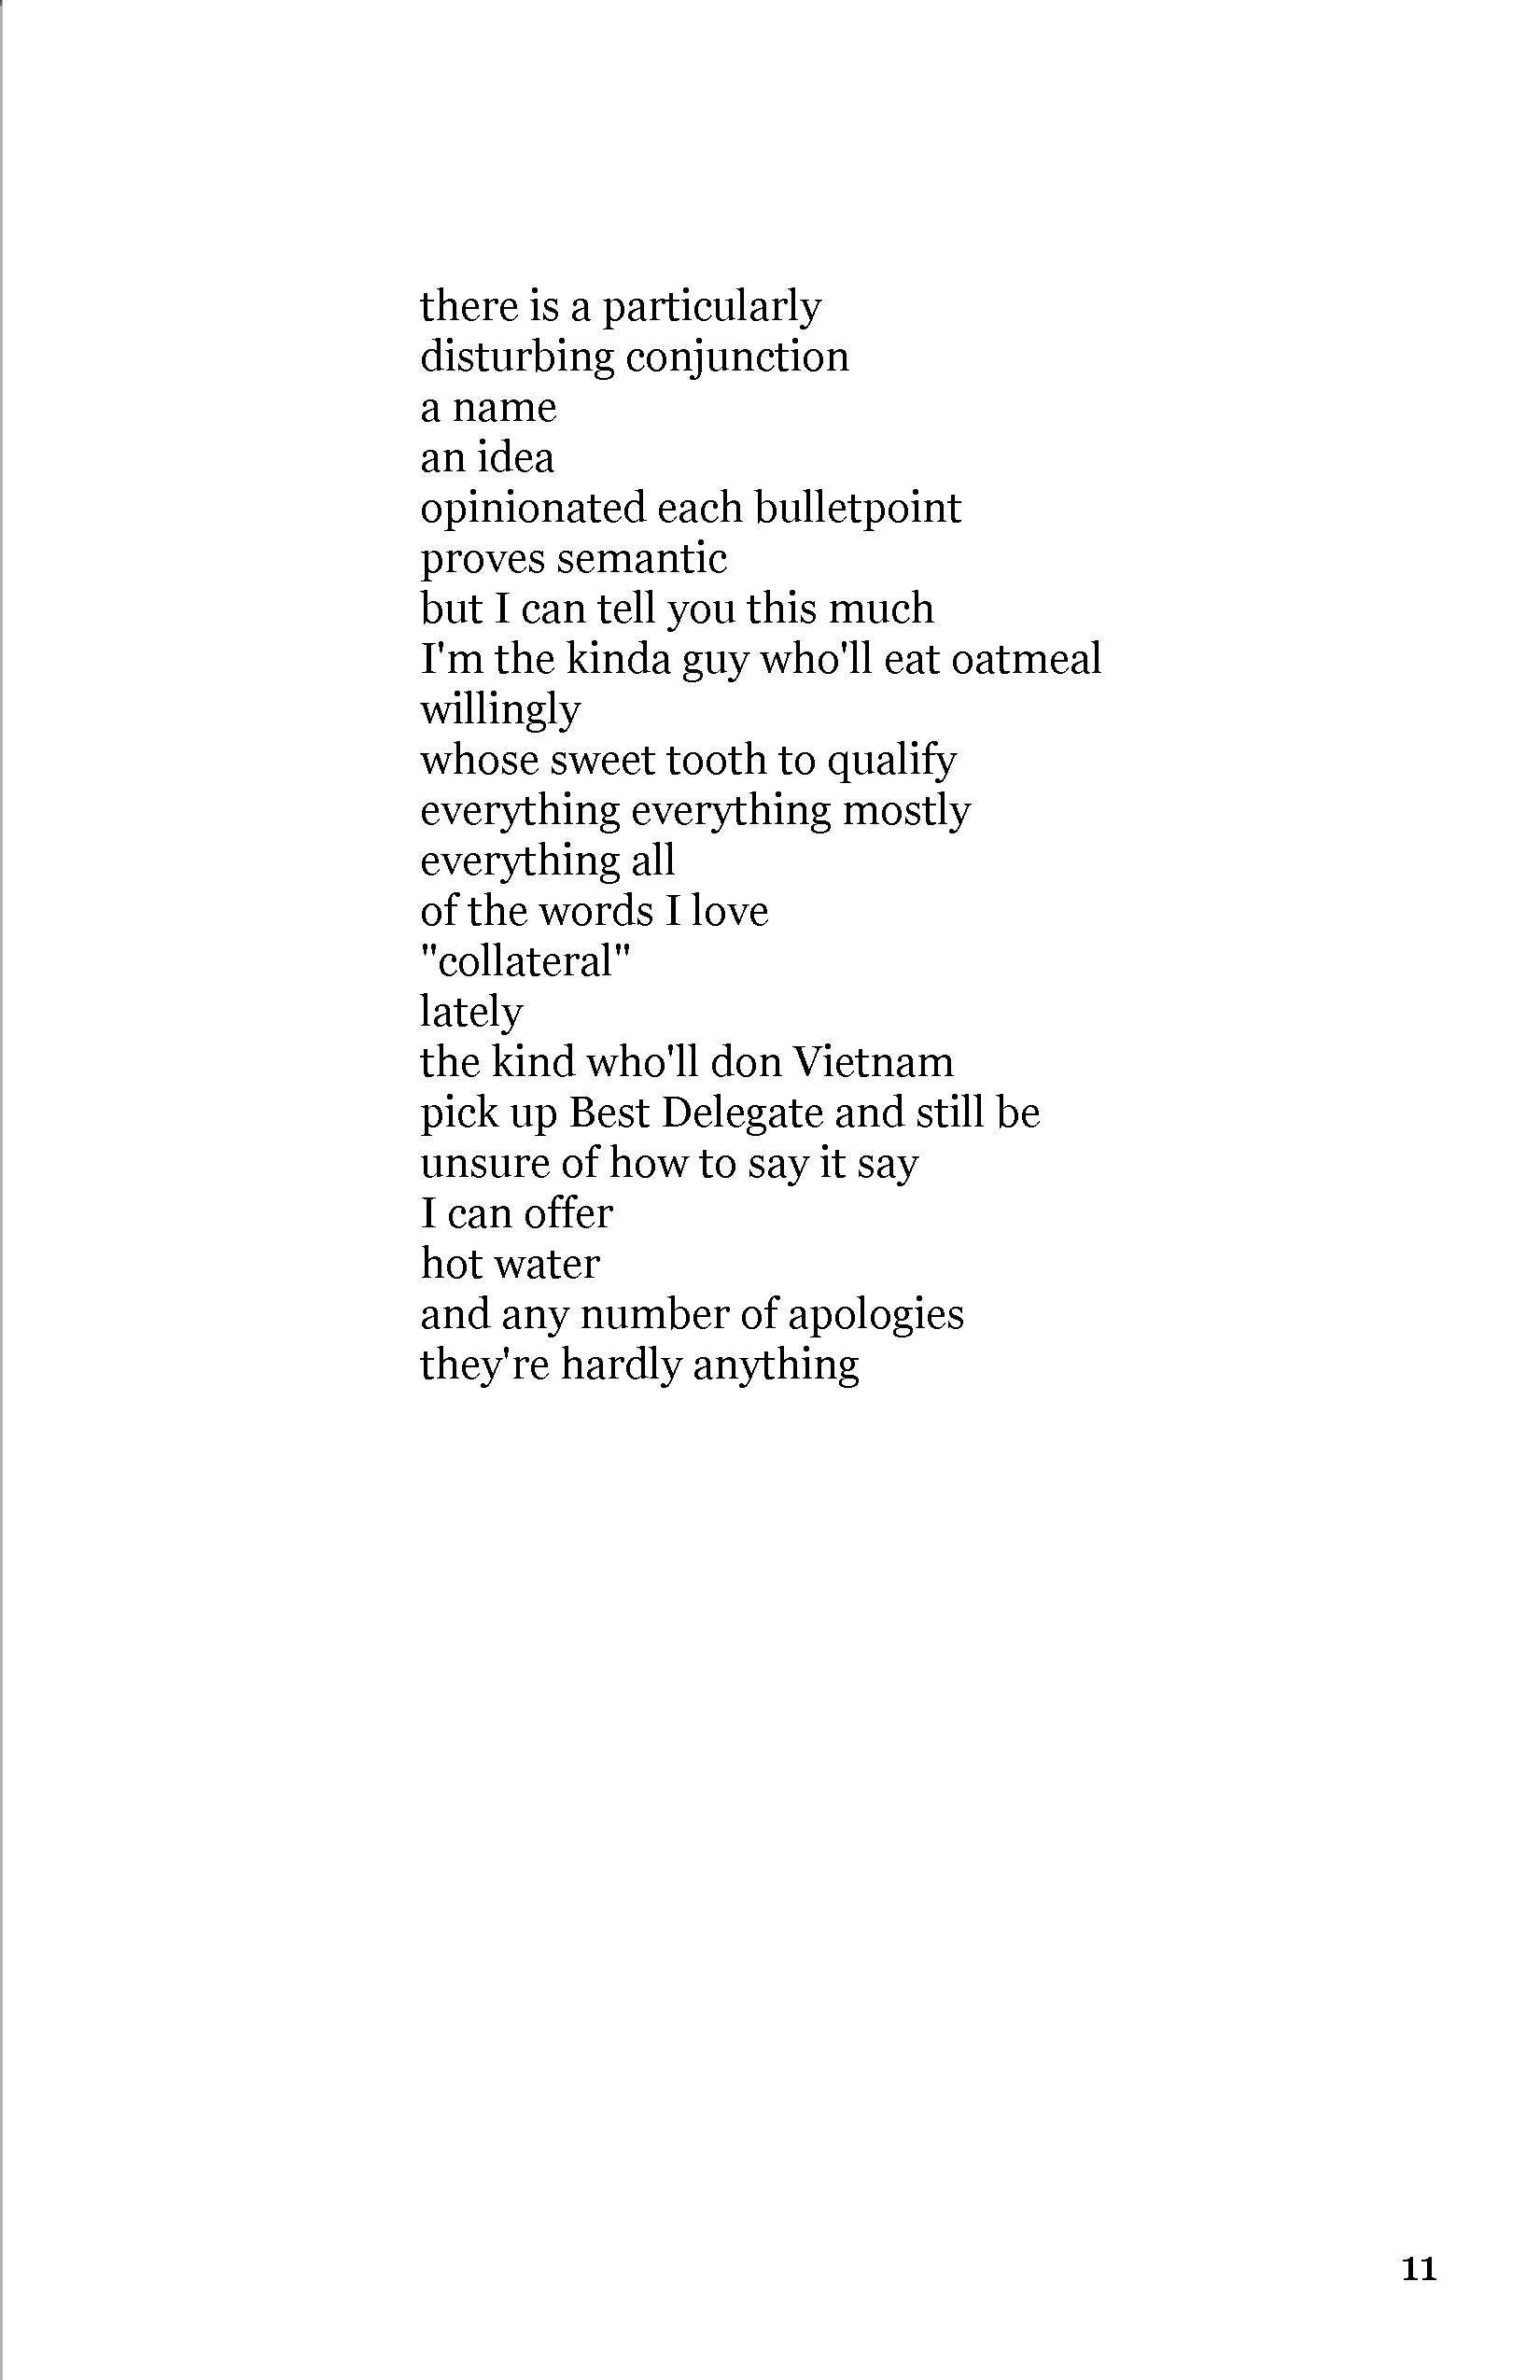 there is a particularly
disturbing conjunction
a name
an idea
opinionated each bulletpoint
proves semantic
but I can tell you this much
I'm the kinda guy who'll eat oatmeal
willingly
whose sweet tooth to qualify
everything everything mostly
everything all
of the words I love
"collateral"
lately
the kind who'll don Vietnam
pick up Best Delegate and still be
unsure of how to say it say
I can offer
hot water
and any number of apologies
they're hardly anything
11